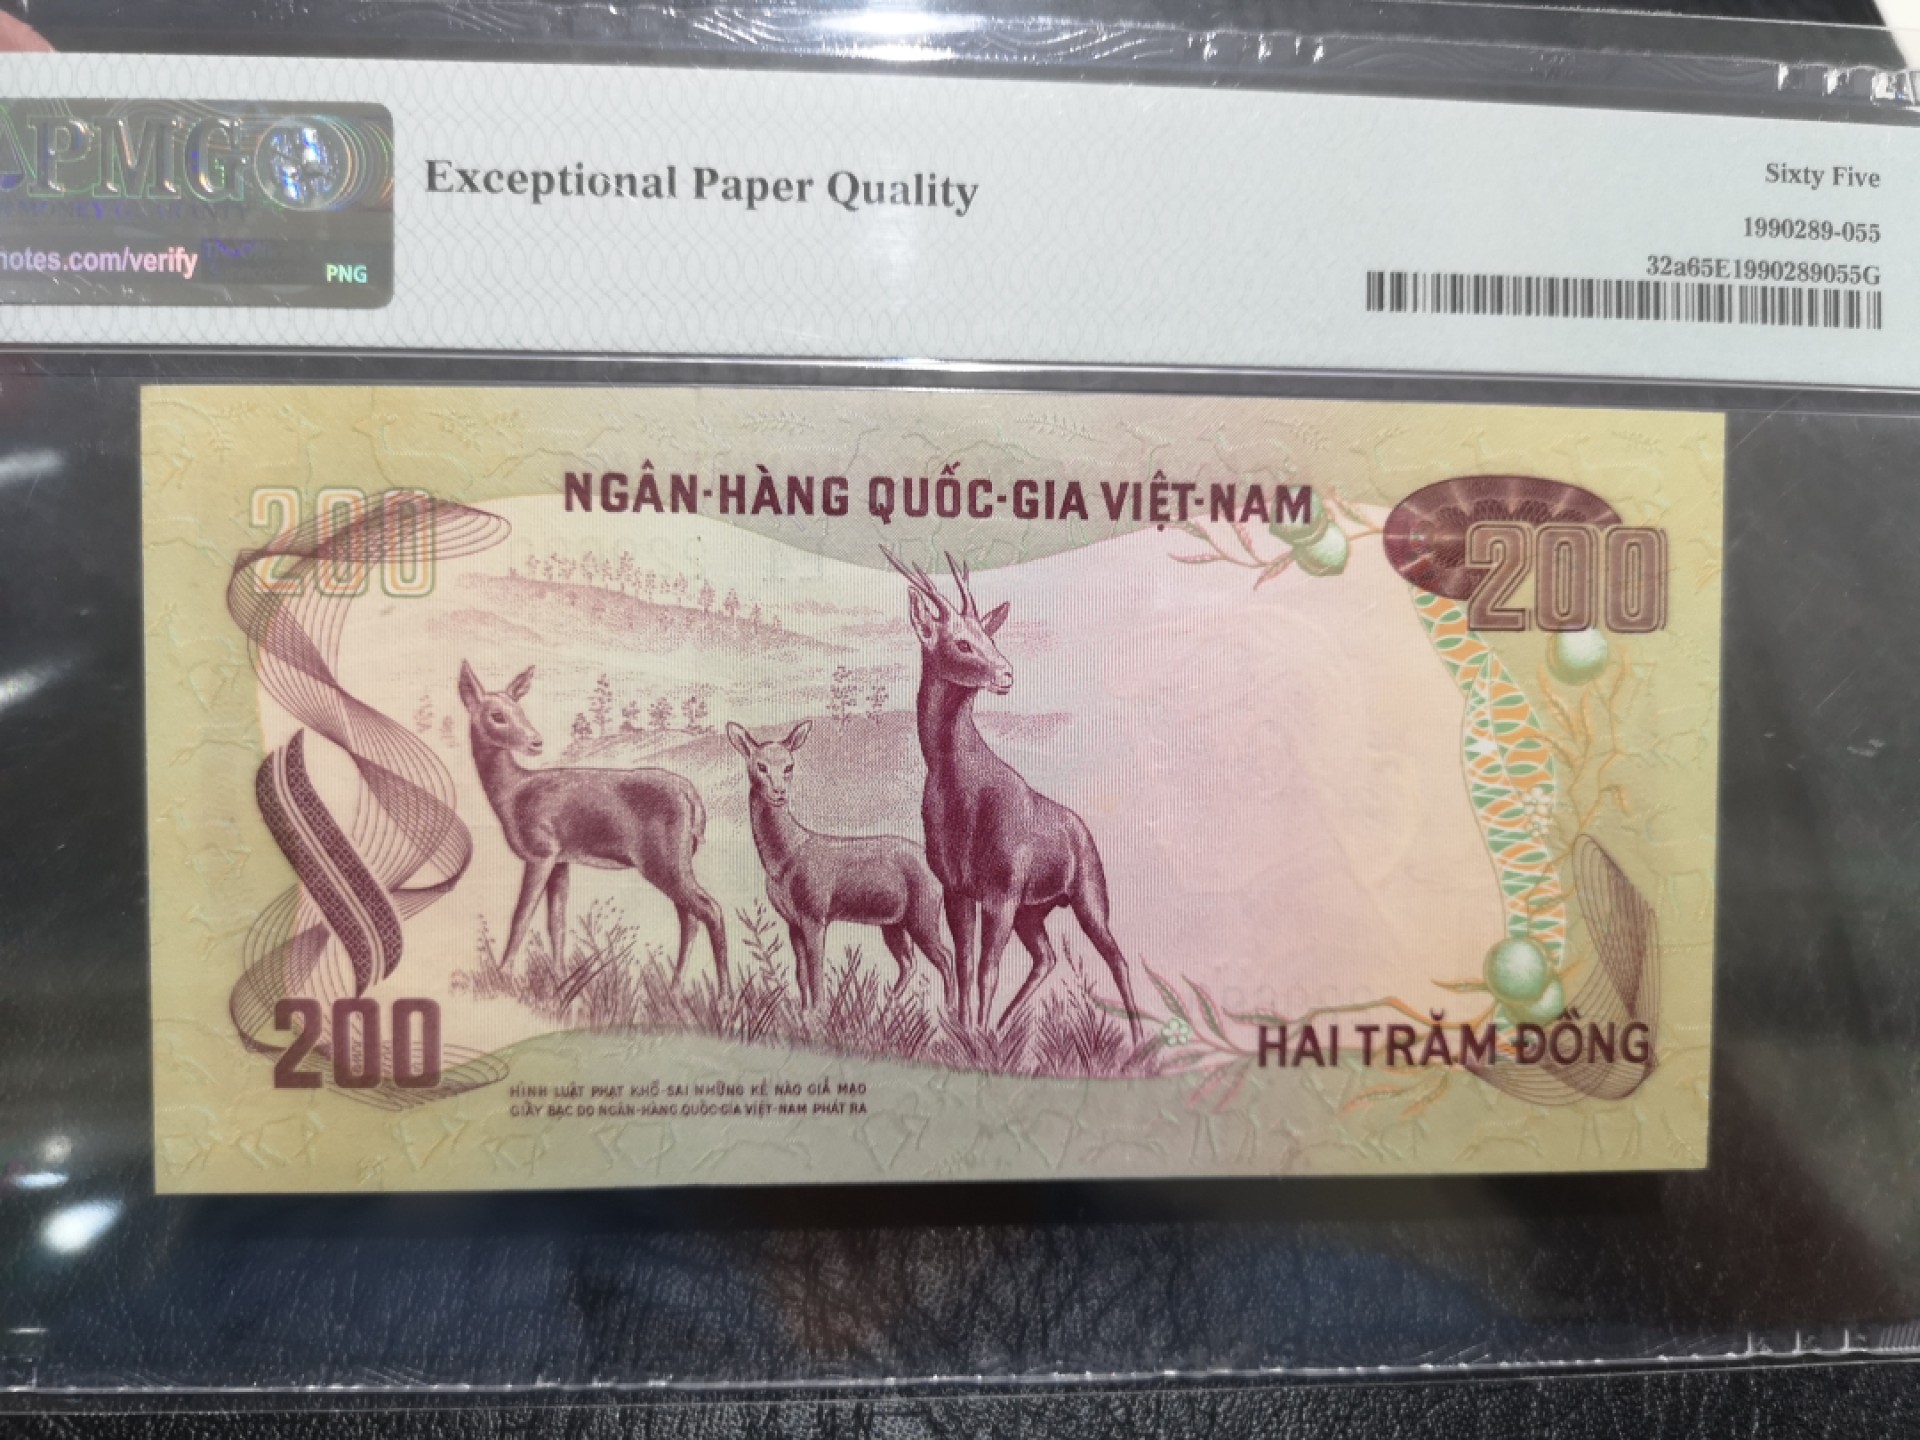 PMG
Exceptional Paper Quality
Sixty Five
1990289-055
32a65E1990289055G
notes.com/verify
PNG
NGÂN-HÀNG QUỐC-GIA VIỆT-NAM
200
200
200
HAI TRĂM ĐỒNG
HÌNH LUẬT PHẠT KHỔ-SAI NHỮNG KẺ NÀO GIẢ MẠO
GIẤY BẠC DO NGÂN-HÀNG QUỐC-GIA VIỆT-NAM PHÁT RA